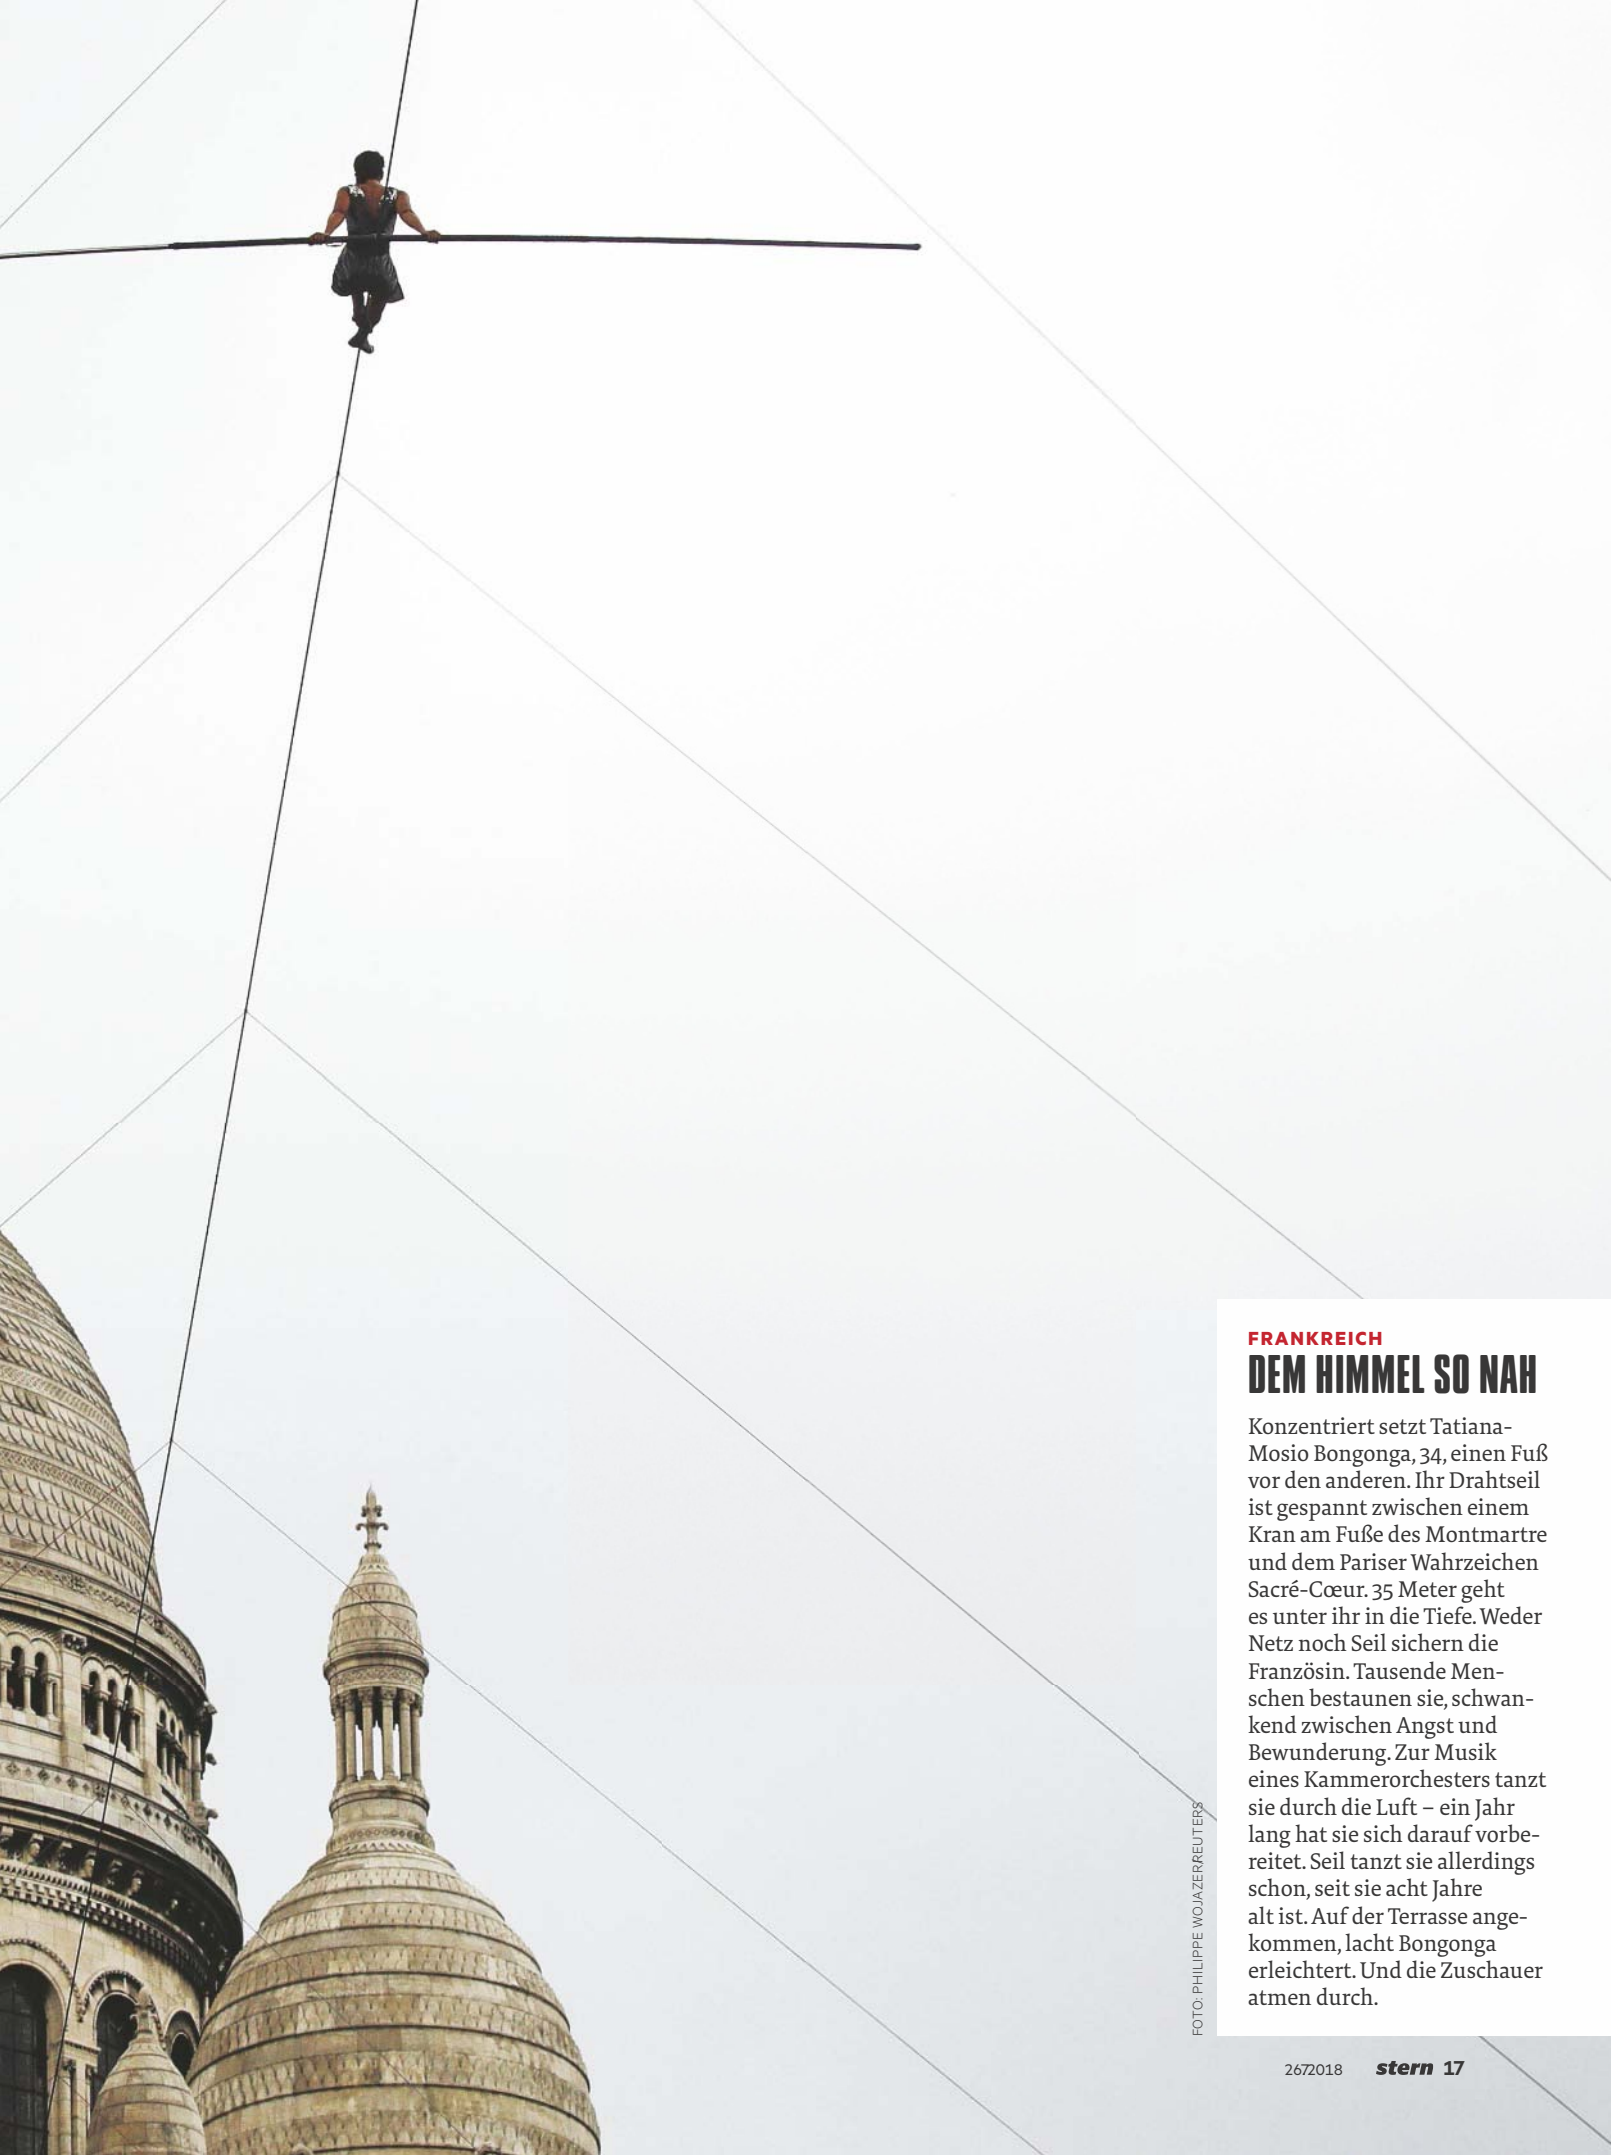 FRANKREICH
DEM HIMMEL SO NAH
Konzentriert setzt Tatiana-
Mosio Bongonga, 34, einen Fuß
vor den anderen. Ihr Drahtseil
ist gespannt zwischen einem
Kran am Fuße des Montmartre
und dem Pariser Wahrzeichen
Sacré-Cœur. 35 Meter geht
es unter ihr in die Tiefe. Weder
Netz noch Seil sichern die
Französin. Tausende Men-
schen bestaunen sie, schwan-
kend zwischen Angst und
Bewunderung. Zur Musik
eines Kammerorchesters tanzt
sie durch die Luft – ein Jahr
lang hat sie sich darauf vorbe-
reitet. Seil tanzt sie allerdings
schon, seit sie acht Jahre
alt ist. Auf der Terrasse ange-
kommen, lacht Bongonga
erleichtert. Und die Zuschauer
atmen durch.
FOTO: PHILIPPE WOJAZER/REUTERS
2672018 stern 17